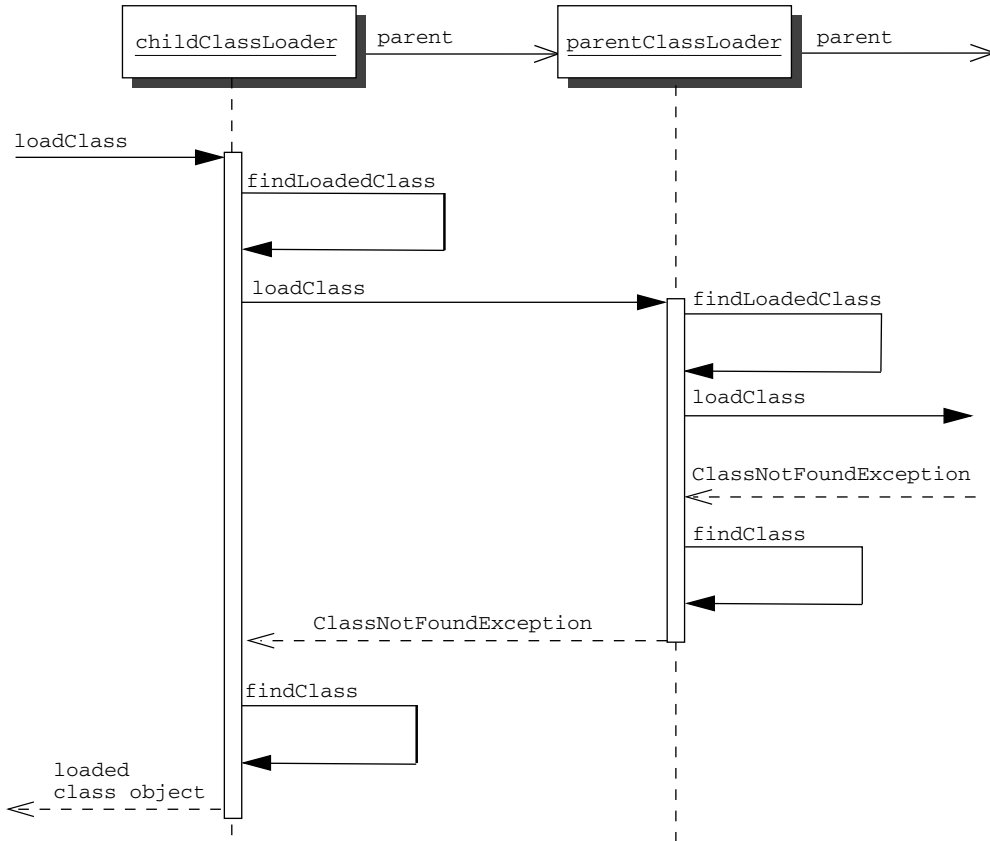 childClassLoader
parent
parentClassLoader
parent
loadClass
findLoadedClass
loadClass
findLoadedClass
loadClass
ClassNotFoundException
findClass
ClassNotFoundException
findClass
loaded
class object